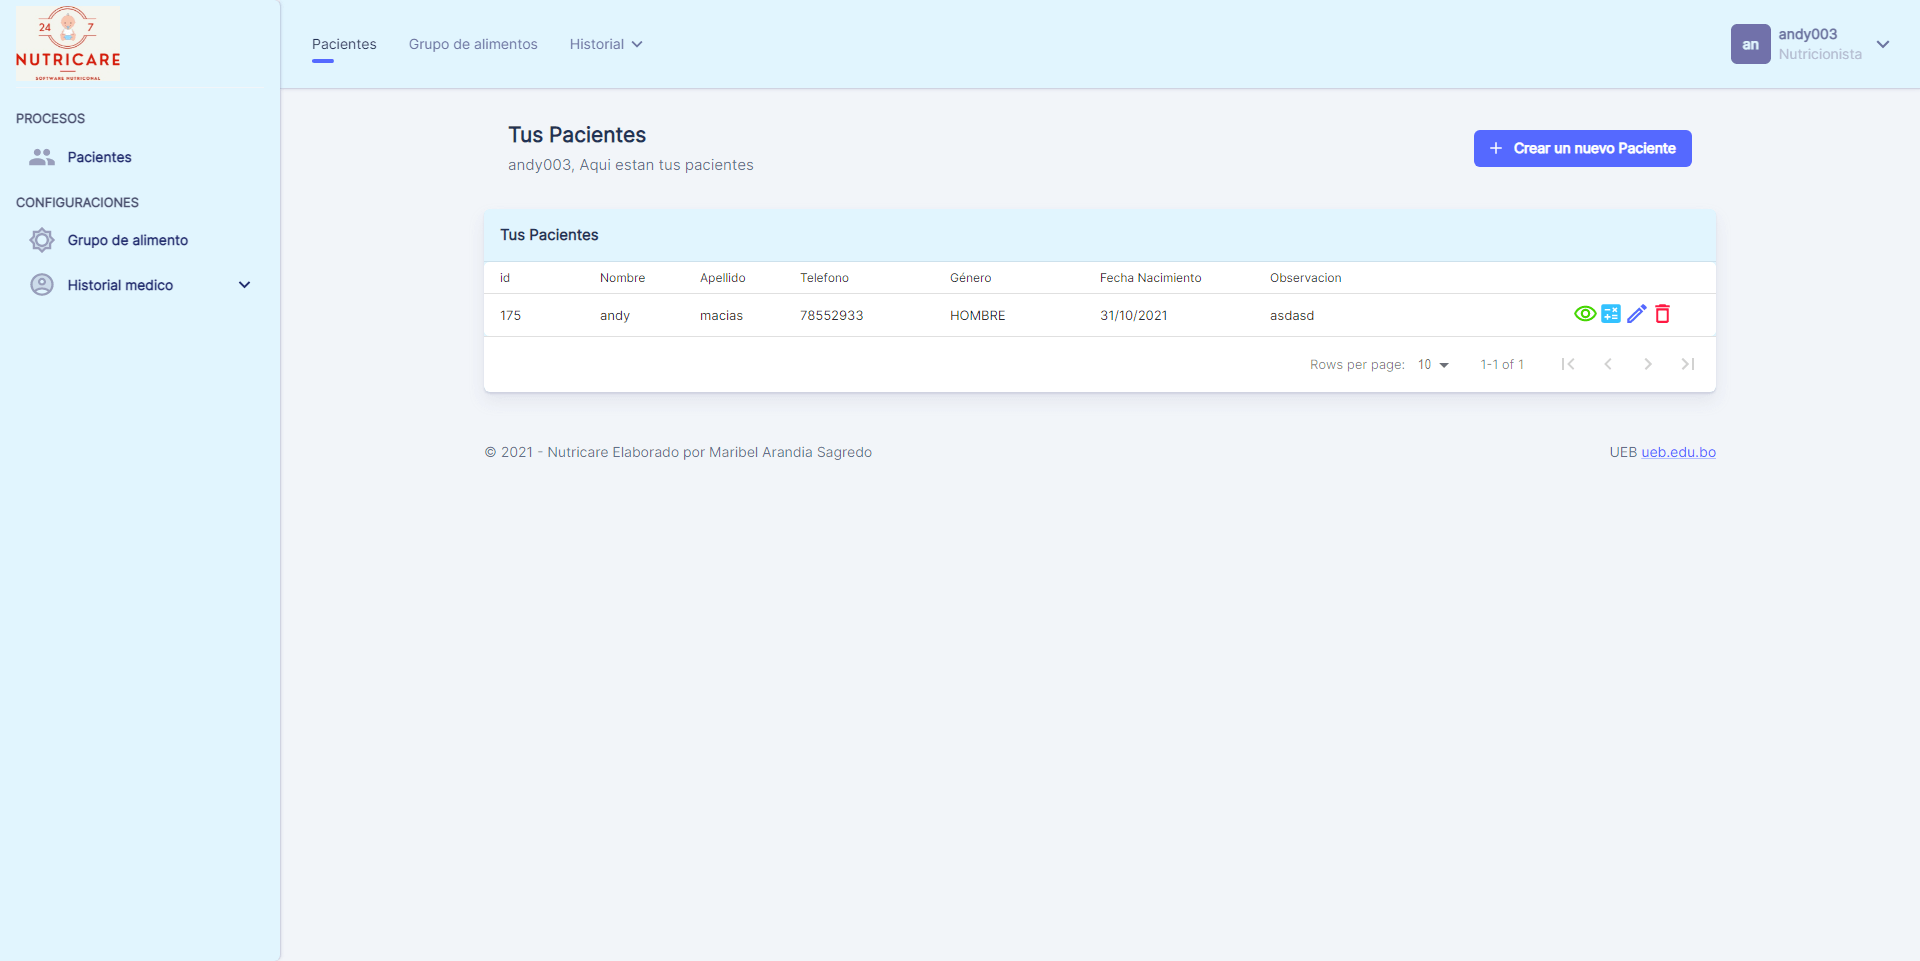 24 7
NUTRICARE
SOFTWARE NUTRICIONAL
PROCESOS
Pacientes
CONFIGURACIONES
Grupo de alimento
Historial medico
Pacientes Grupo de alimentos Historial
an andy003
Nutricionista
Tus Pacientes
andy003, Aqui estan tus pacientes
Crear un nuevo Paciente
Tus Pacientes
id Nombre Apellido Telefono Género Fecha Nacimiento Observacion
175 andy macias 78552933 HOMBRE 31/10/2021 asdasd
Rows per page: 10 1-1 of 1
© 2021 - Nutricare Elaborado por Maribel Arandia Sagredo
UEB ueb.edu.bo